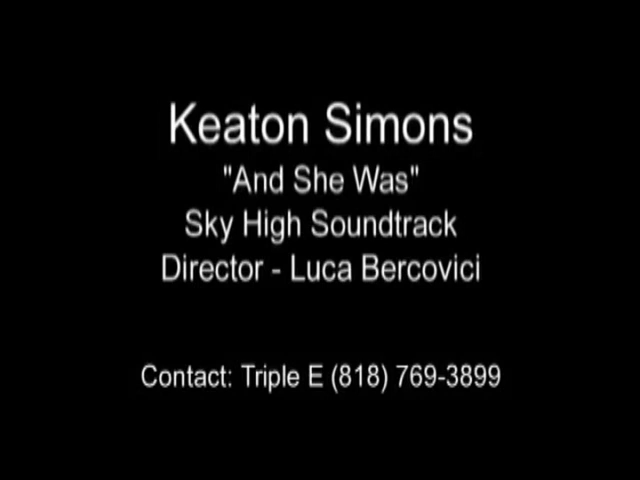 Keaton Simons
"And She Was"
Sky High Soundtrack
Director - Luca Bercovici
Contact: Triple E (818) 769-3899